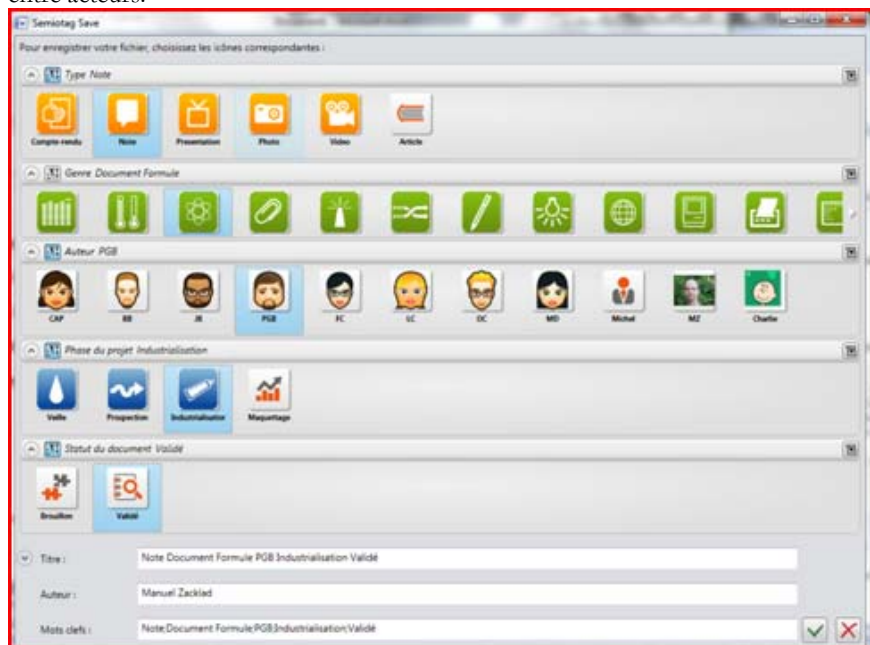 entre acteurs.
Semiotag Save
Pour enregistrer votre fichier, choisissez les icônes correspondantes :
Type Note
Compte-rendu Note Presentation Photo Video Article
Genre Document Formule
Auteur PGB
CAP BB JB PGB FC LC DC MD Michel MZ Charlie
Phase du projet Industrialisation
Veille Prospection Industrialisation Maquettage
Statut du document Validé
Brouillon Validé
Titre : Note Document Formule PGB Industrialisation Validé
Auteur : Manuel Zacklad
Mots clefs : Note;Document Formule;PGB;Industrialisation;Validé